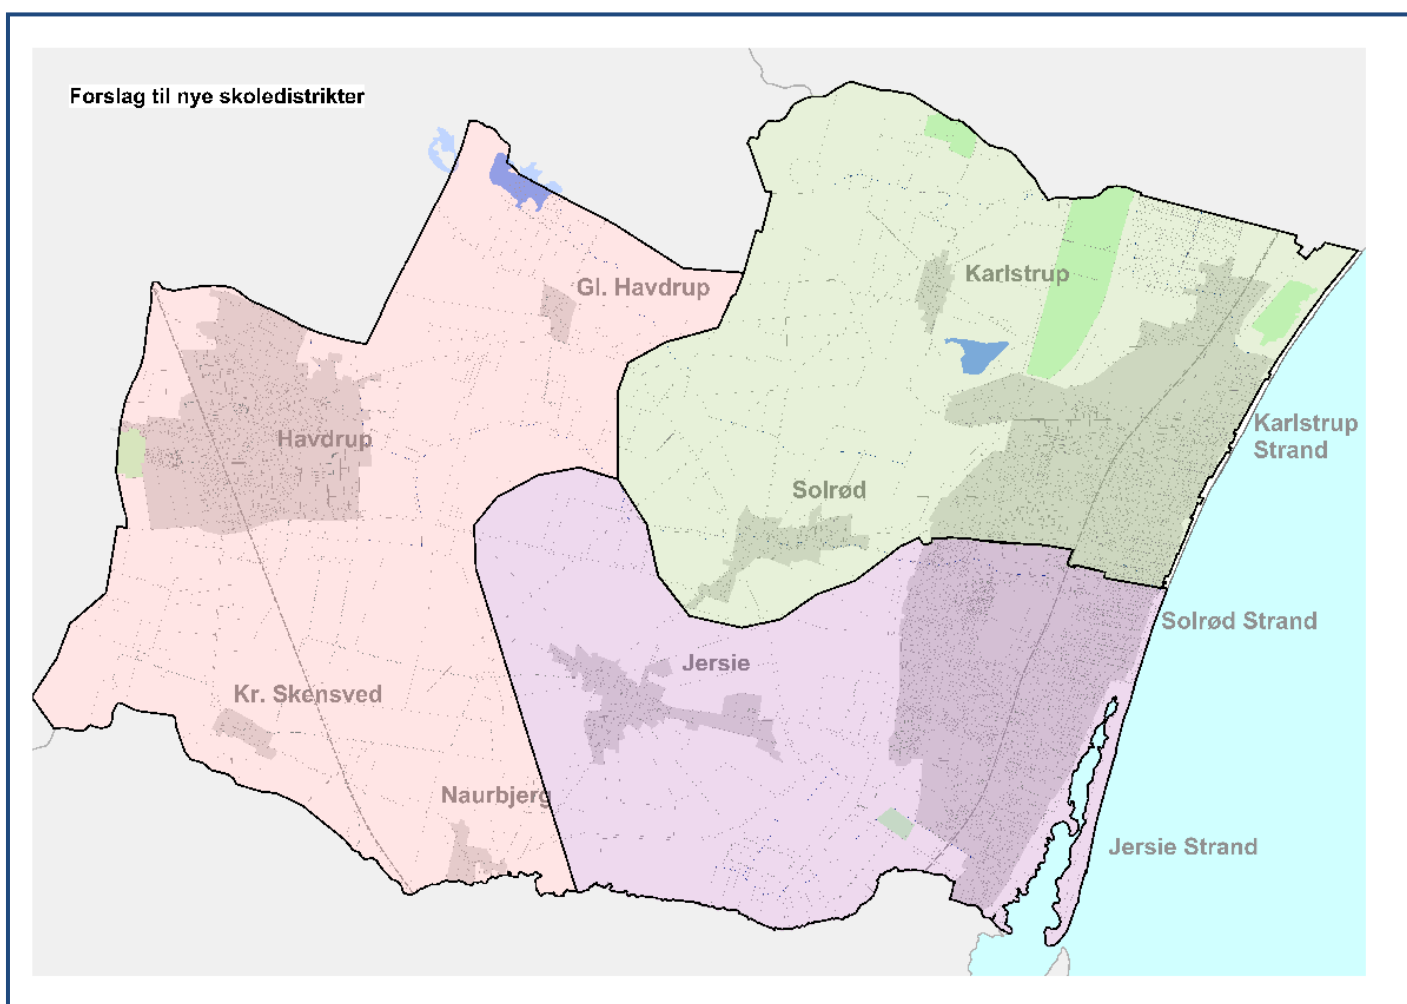 Forslag til nye skoledistrikter
Gl. Havdrup
Karlstrup
Havdrup
Karlstrup
Strand
Solrød
Solrød Strand
Jersie
Kr. Skensved
Naurbjerg
Jersie Strand